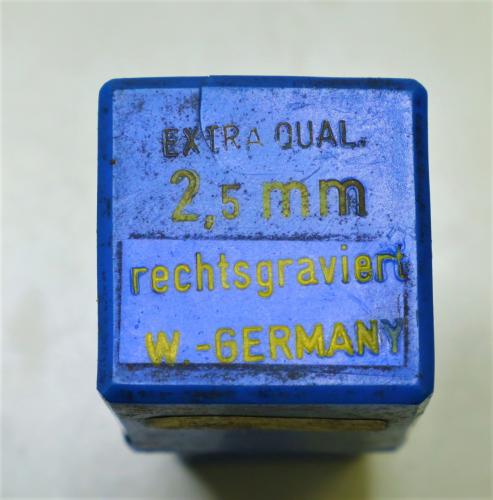 EXTRA QUAL.
2,5 mm
rechtsgraviert
W.-GERMANY